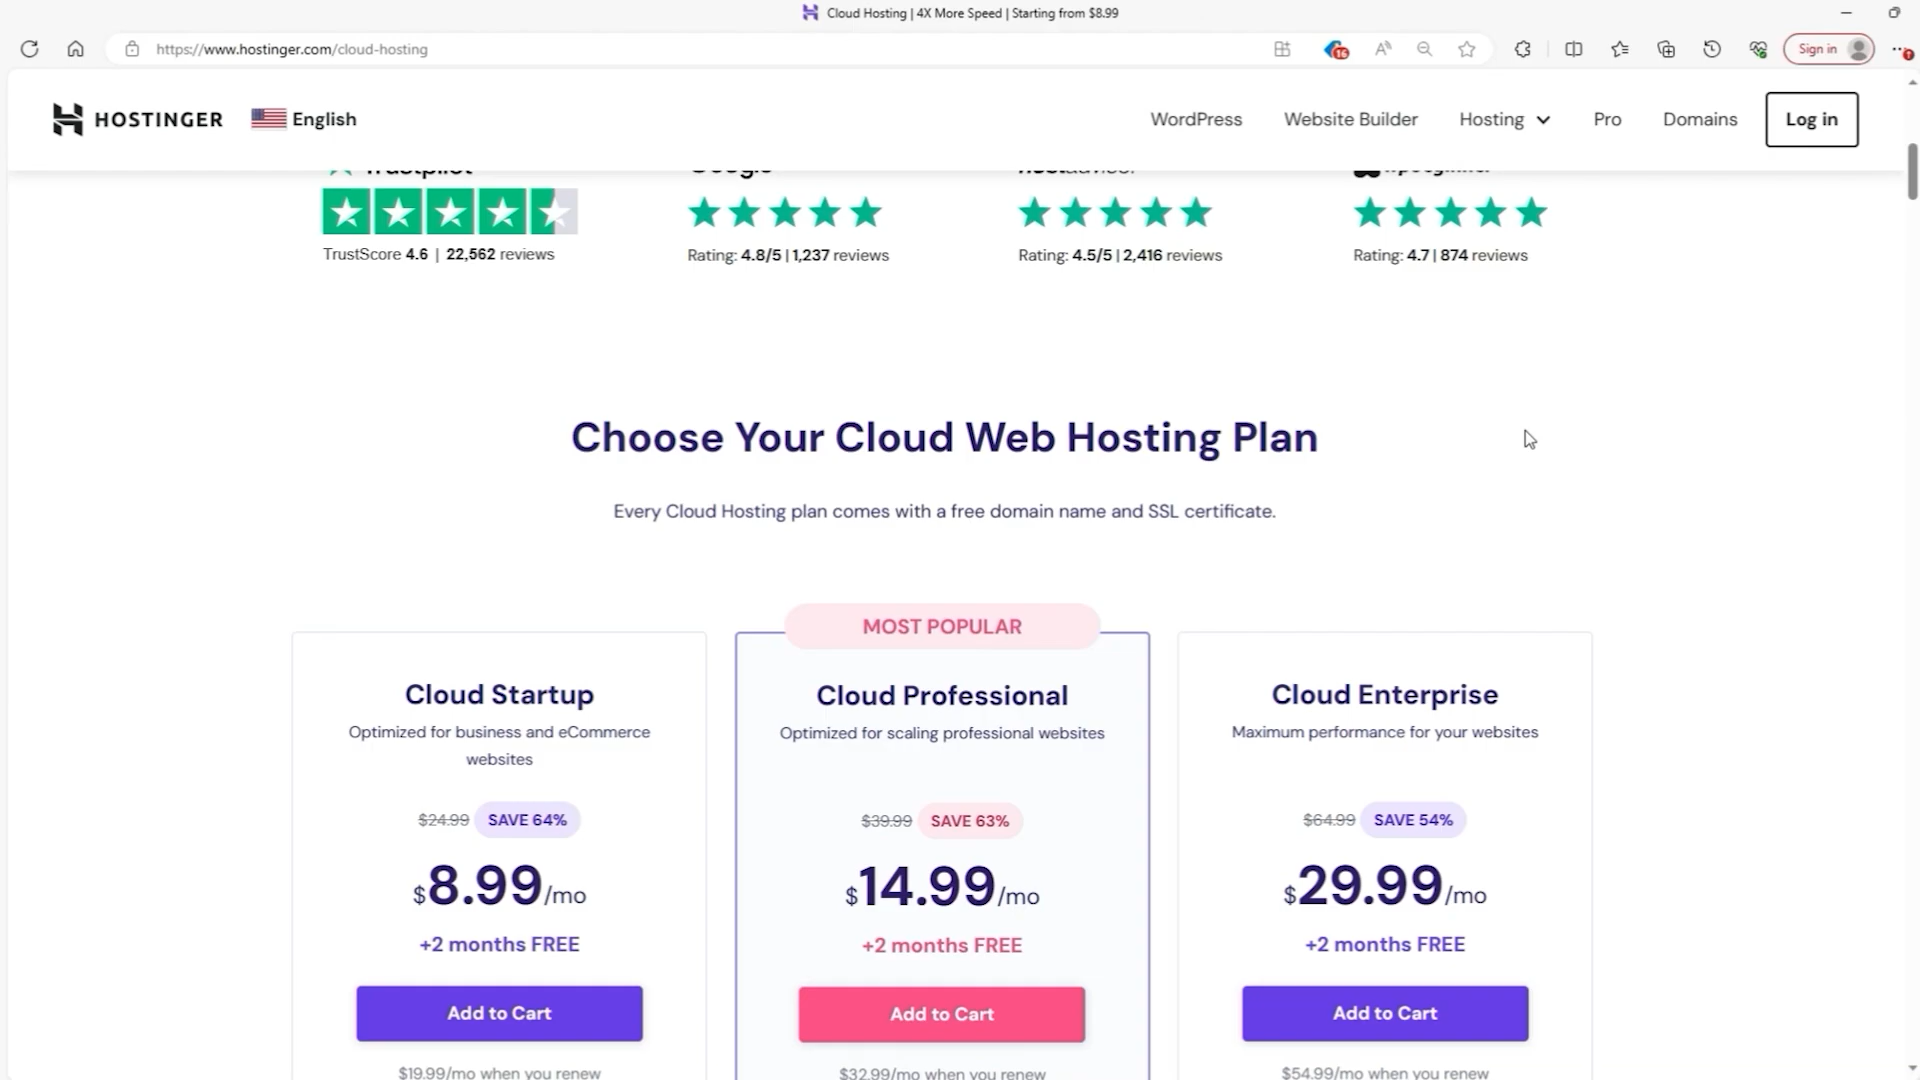 Cloud Hosting | 4X More Speed | Starting from $8.99
https://www.hostinger.com/cloud-hosting
16
Sign in
HOSTINGER
English
WordPress
Website Builder
Hosting
Pro
Domains
Log in
Trustpilot
Google
TrustScore 4.6 | 22,562 reviews
Rating: 4.8/5 | 1,237 reviews
Rating: 4.5/5 | 2,416 reviews
Rating: 4.7 | 874 reviews
Choose Your Cloud Web Hosting Plan
Every Cloud Hosting plan comes with a free domain name and SSL certificate.
Cloud Startup
Optimized for business and eCommerce
websites
$24.99 SAVE 64%
$8.99/mo
+2 months FREE
Add to Cart
$19.99/mo when you renew
MOST POPULAR
Cloud Professional
Optimized for scaling professional websites
$39.99 SAVE 63%
$14.99/mo
+2 months FREE
Add to Cart
$32.99/mo when you renew
Cloud Enterprise
Maximum performance for your websites
$64.99 SAVE 54%
$29.99/mo
+2 months FREE
Add to Cart
$54.99/mo when you renew